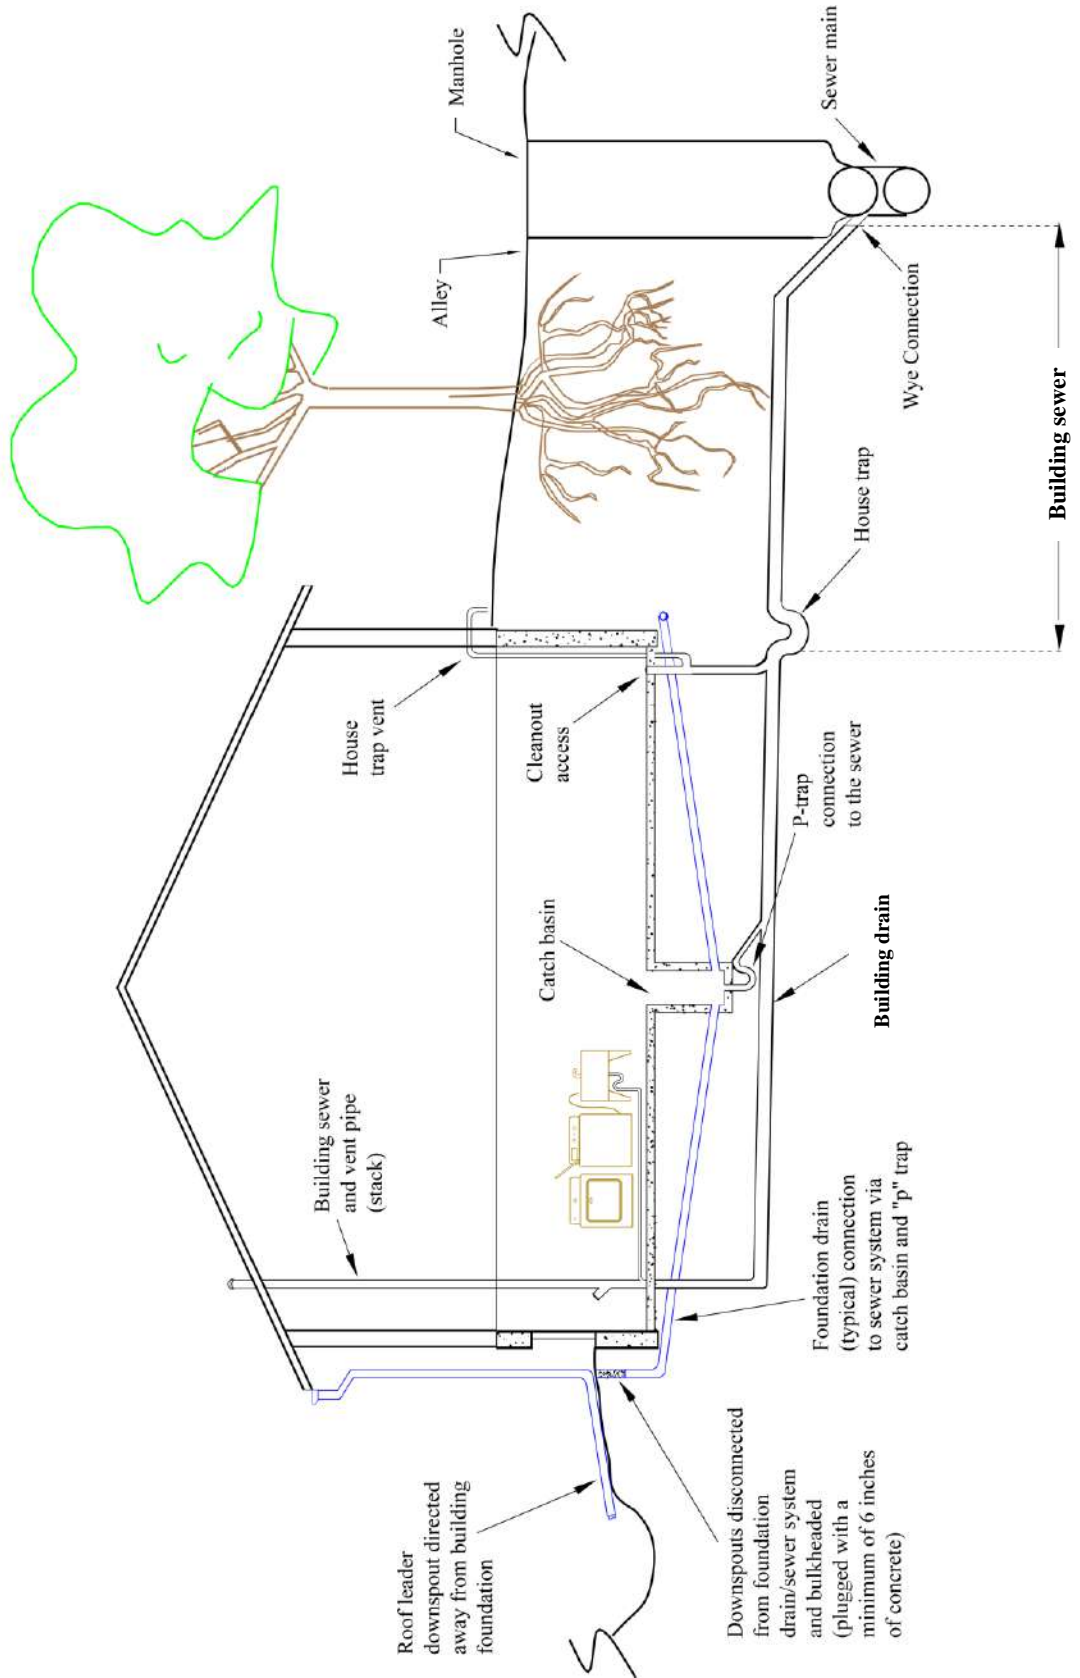 Manhole
Alley
Sewer main
Wye Connection
Building sewer
House trap
House
trap vent
Cleanout
access
P-trap
connection
to the sewer
Catch basin
Building drain
Building sewer
and vent pipe
(stack)
Foundation drain
(typical) connection
to sewer system via
catch basin and "p" trap
Roof leader
downspout directed
away from building
foundation
Downspouts disconnected
from foundation
drain/sewer system
and bulkheaded
(plugged with a
minimum of 6 inches
of concrete)